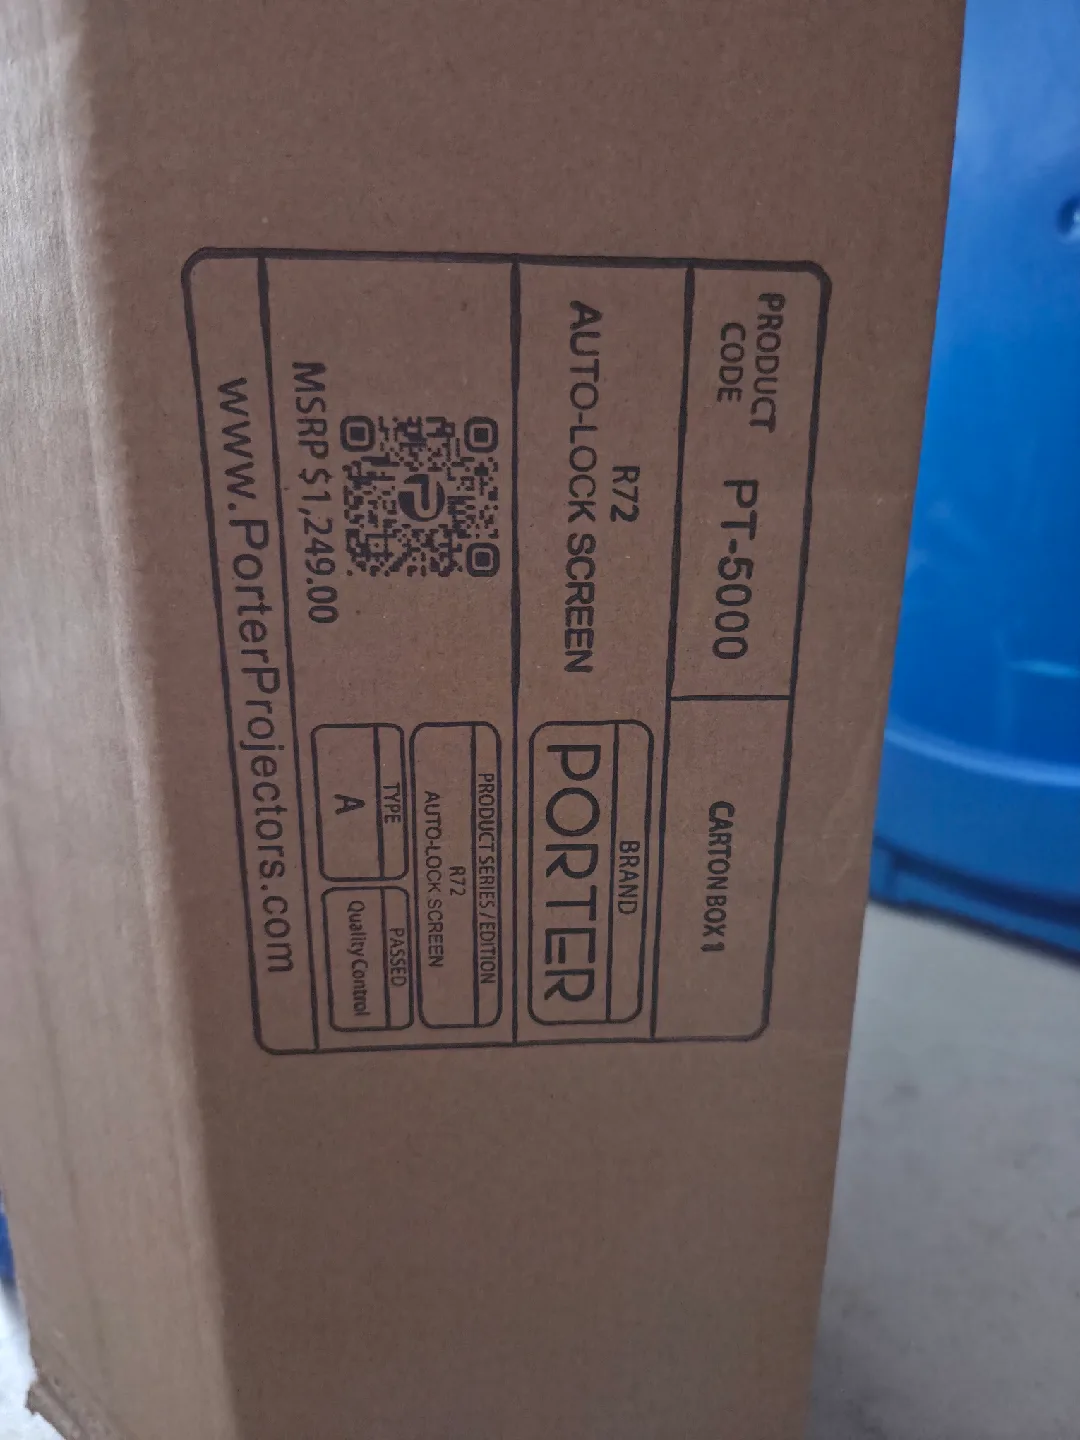 PRODUCT
CODE
PT-5000
CARTON BOX 1
R72
AUTO-LOCK SCREEN
BRAND
PORTER
MSRP $1,249.00
PRODUCT SERIES / EDITION
R72
AUTO-LOCK SCREEN
TYPE
A
PASSED
Quality Control
www.PorterProjectors.com